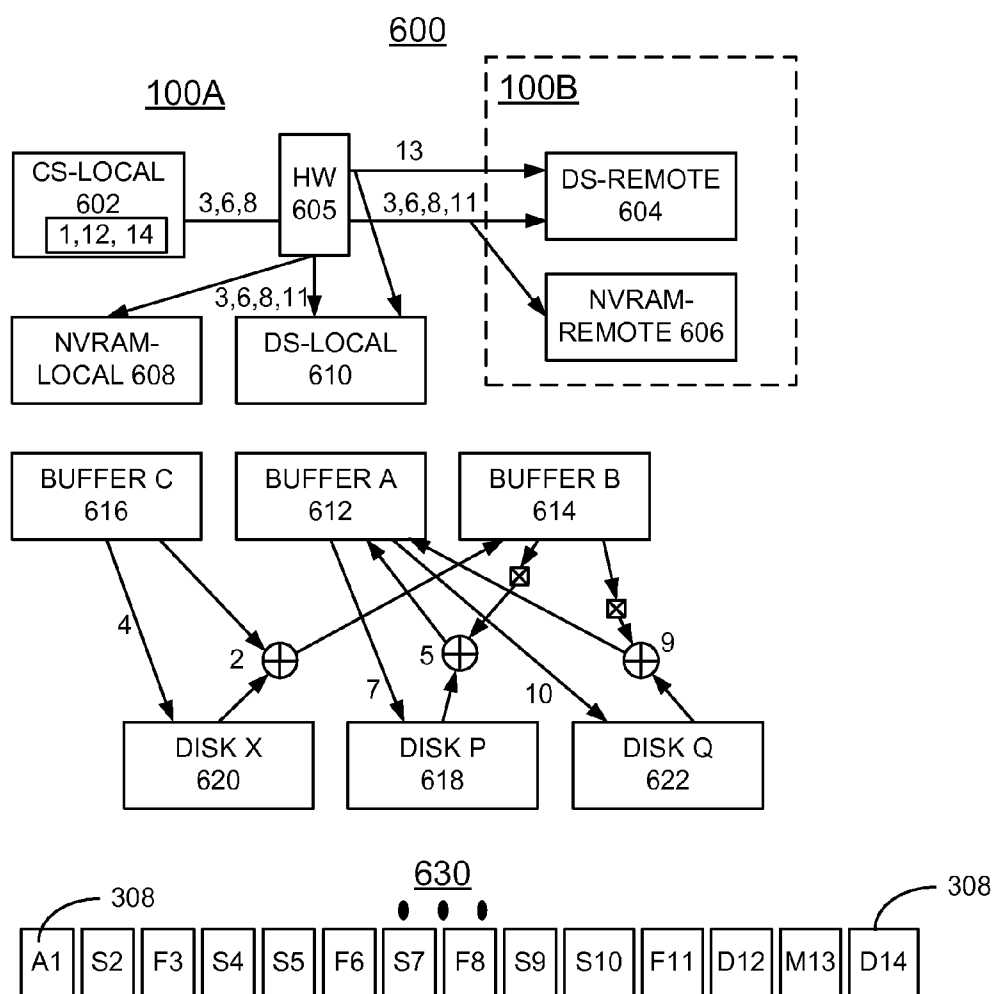 600
100A
100B
CS-LOCAL
602
1,12, 14
3,6,8
HW
605
13
3,6,8,11
DS-REMOTE
604
NVRAM-
REMOTE 606
3,6,8,11
NVRAM-
LOCAL 608
DS-LOCAL
610
BUFFER C
616
BUFFER A
612
BUFFER B
614
4
2
5
9
7
10
DISK X
620
DISK P
618
DISK Q
622
630
308
308
A1 S2 F3 S4 S5 F6 S7 F8 S9 S10 F11 D12 M13 D14